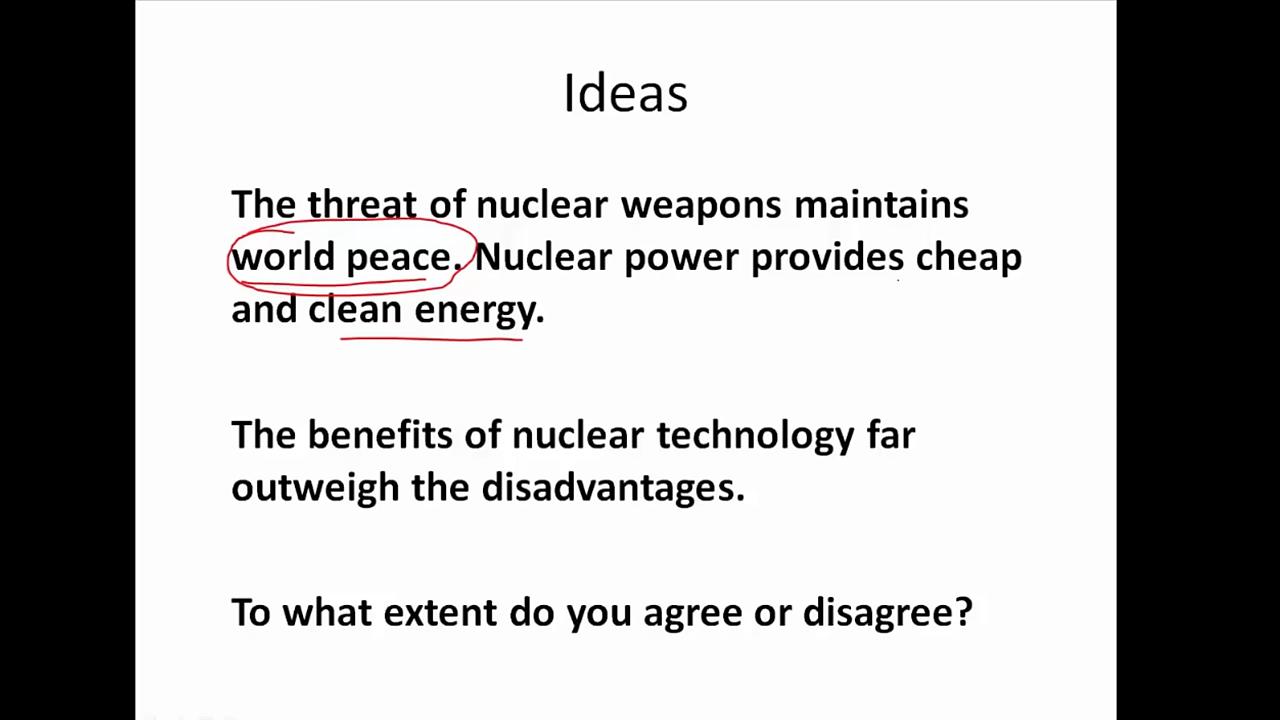 Ideas
The threat of nuclear weapons maintains
world peace. Nuclear power provides cheap
and clean energy.
The benefits of nuclear technology far
outweigh the disadvantages.
To what extent do you agree or disagree?